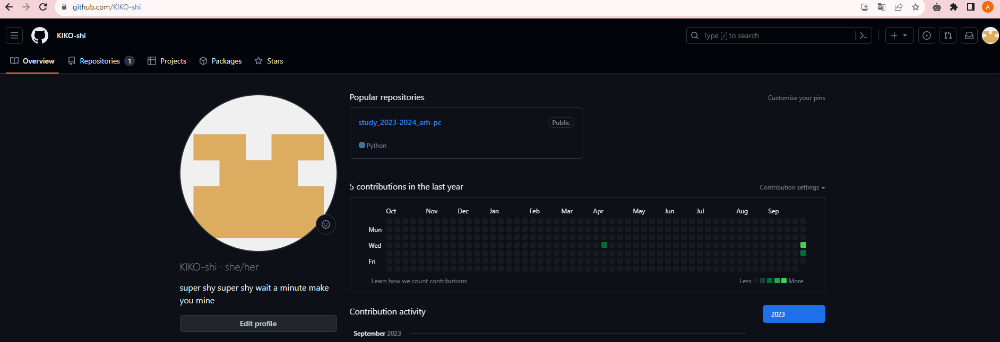 github.com/KIKO-shi
A
KIKO-shi
Type / to search
Overview
Repositories 1
Projects
Packages
Stars
Popular repositories
Customize your pins
study_2023-2024_arh-pc
Public
Python
5 contributions in the last year
Contribution settings
Oct Nov Dec Jan Feb Mar Apr May Jun Jul Aug Sep
Mon
Wed
Fri
Learn how we count contributions
Less More
KIKO-shi · she/her
super shy super shy wait a minute make
you mine
Edit profile
Contribution activity
2023
September 2023